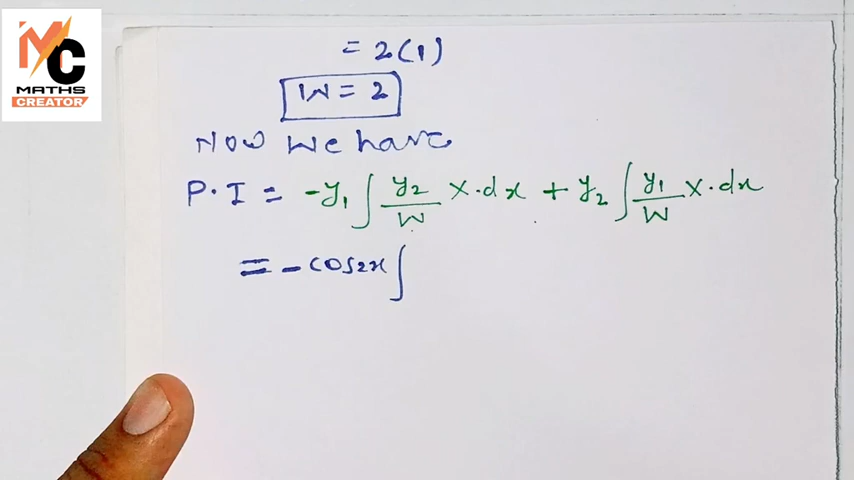 MC
MATHS
CREATOR
= 2(1)
W = 2
Now we have
P.I = -y₁ ∫ y₂/W X.dx + y₂ ∫ y₁/W X.dx
= -cos2x ∫